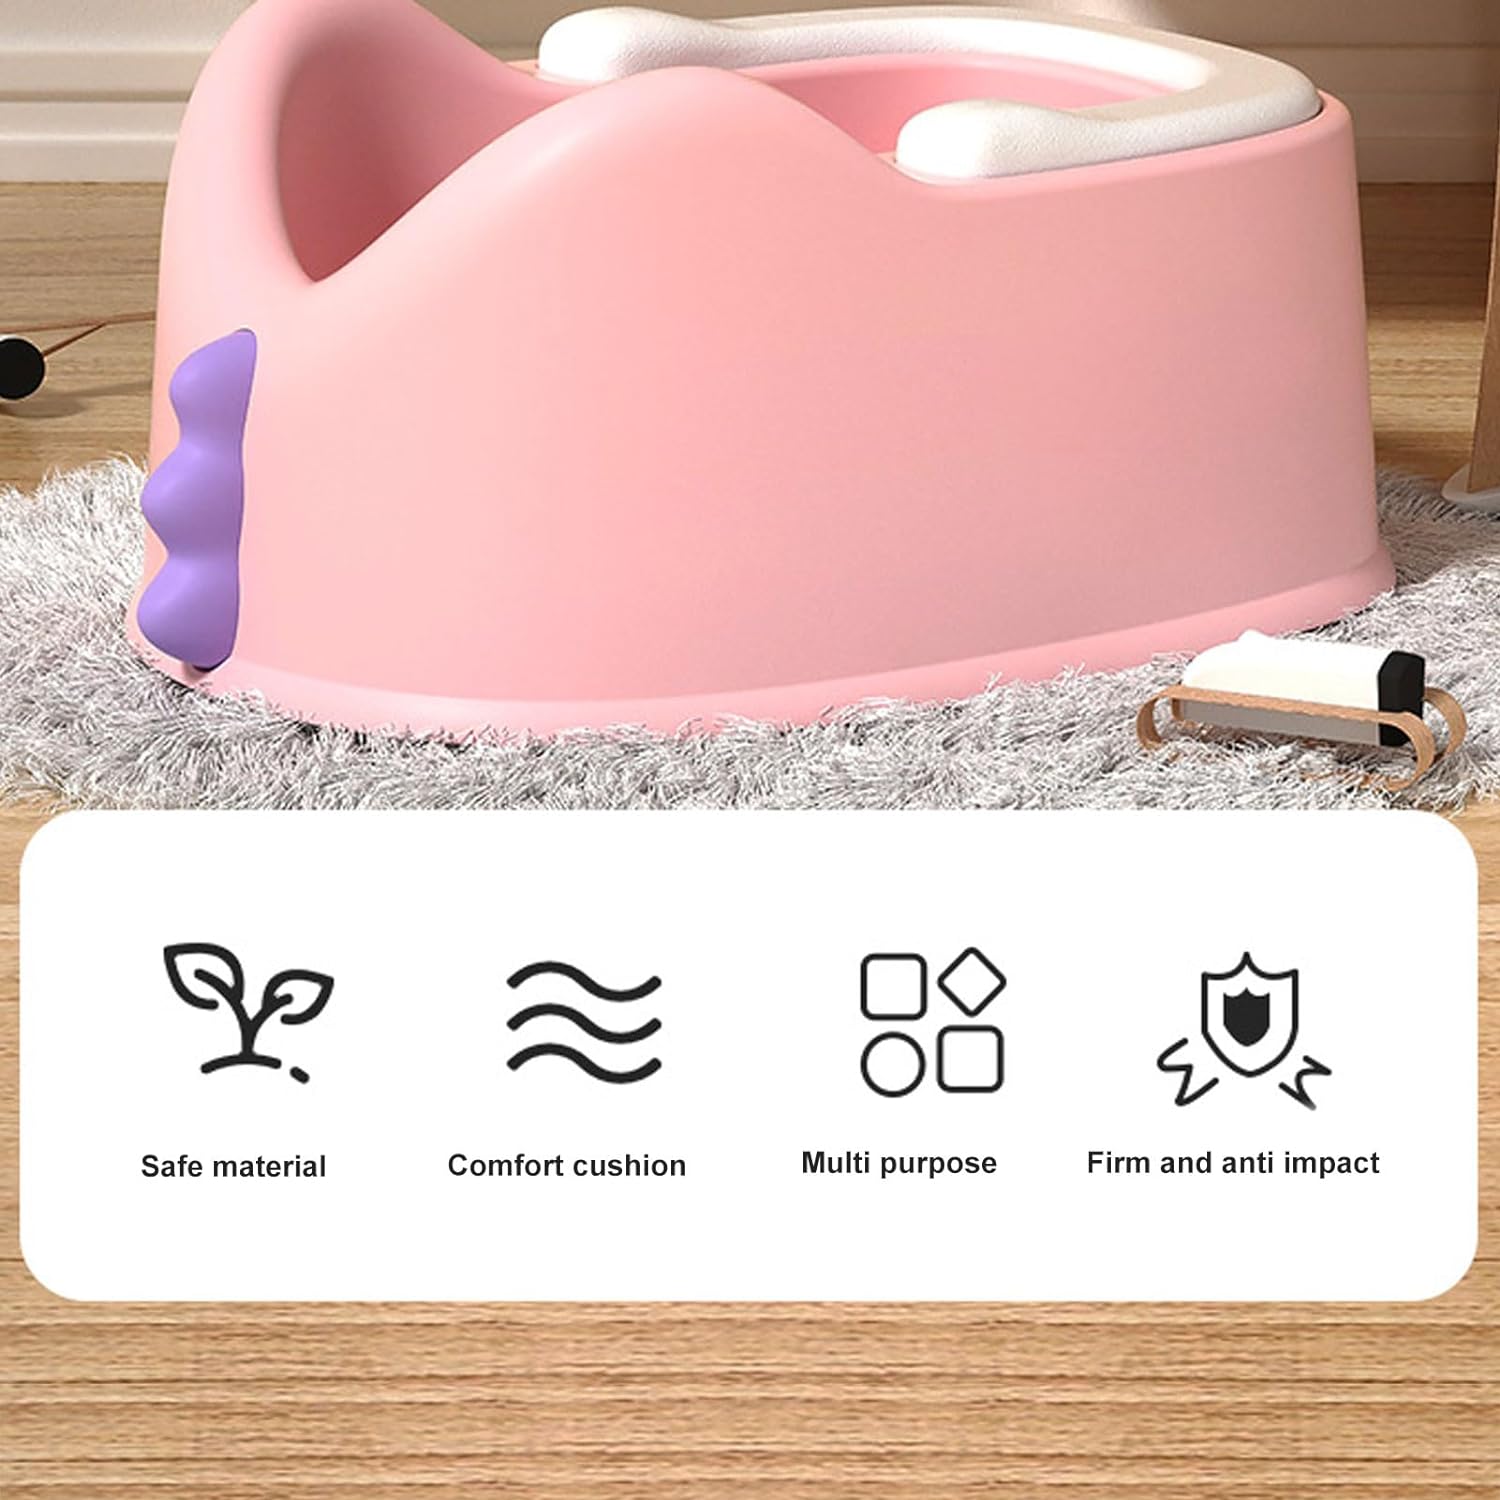 Safe material
Comfort cushion
Multi purpose
Firm and anti impact